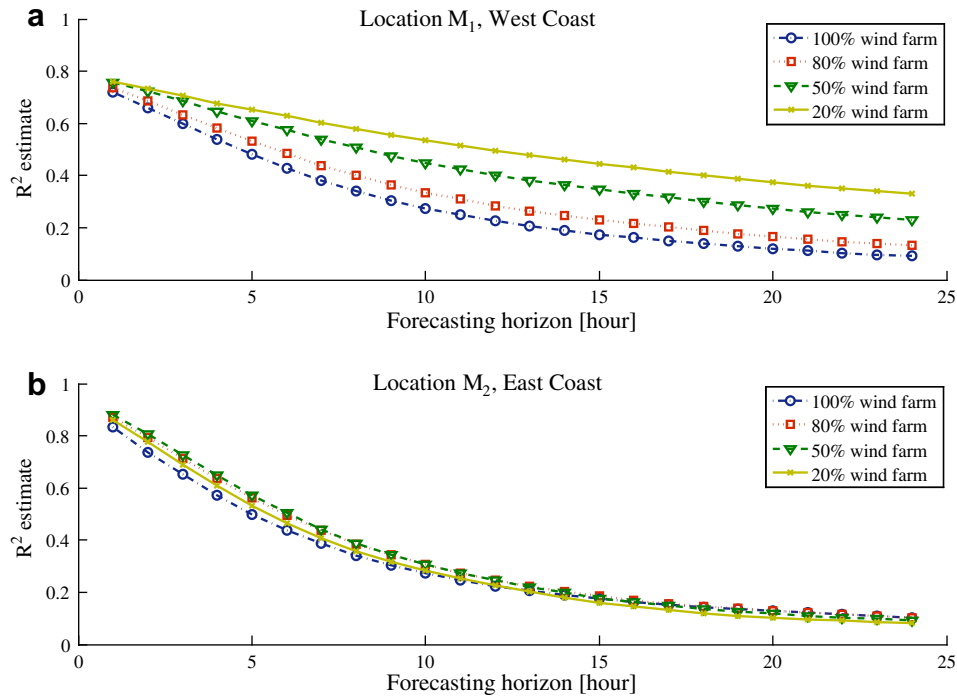 a
Location M₁, West Coast
1
0.8
0.6
0.4
0.2
0
R² estimate
100% wind farm
80% wind farm
50% wind farm
20% wind farm
0 5 10 15 20 25
Forecasting horizon [hour]
b
Location M₂, East Coast
1
0.8
0.6
0.4
0.2
0
R² estimate
100% wind farm
80% wind farm
50% wind farm
20% wind farm
0 5 10 15 20 25
Forecasting horizon [hour]